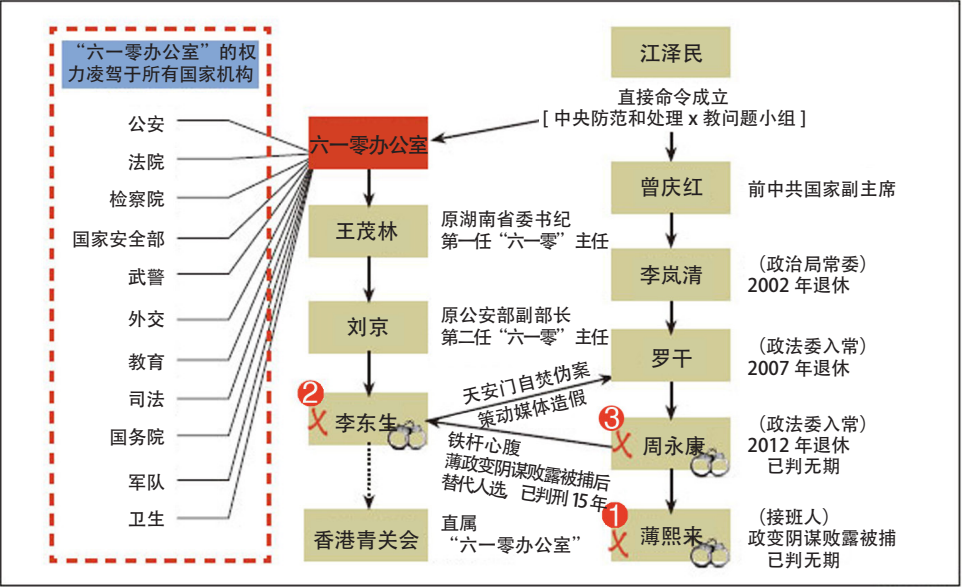 “六一零办公室”的权
力凌驾于所有国家机构
公安
法院
检察院
国家安全部
武警
外交
教育
司法
国务院
军队
卫生
六一零办公室
王茂林
原湖南省委书纪
第一任“六一零”主任
刘京
原公安部副部长
第二任“六一零”主任
2
李东生
香港青关会
直属
“六一零办公室”
江泽民
直接命令成立
[ 中央防范和处理 x 教问题小组 ]
曾庆红
前中共国家副主席
李岚清
（政治局常委）
2002 年退休
罗干
（政法委入常）
2007 年退休
天安门自焚伪案
策动媒体造假
铁杆心腹
薄政变阴谋败露被捕后
替代人选，已判刑 15 年
3
周永康
（政法委入常）
2012 年退休
已判无期
1
薄熙来
（接班人）
政变阴谋败露被捕
已判无期